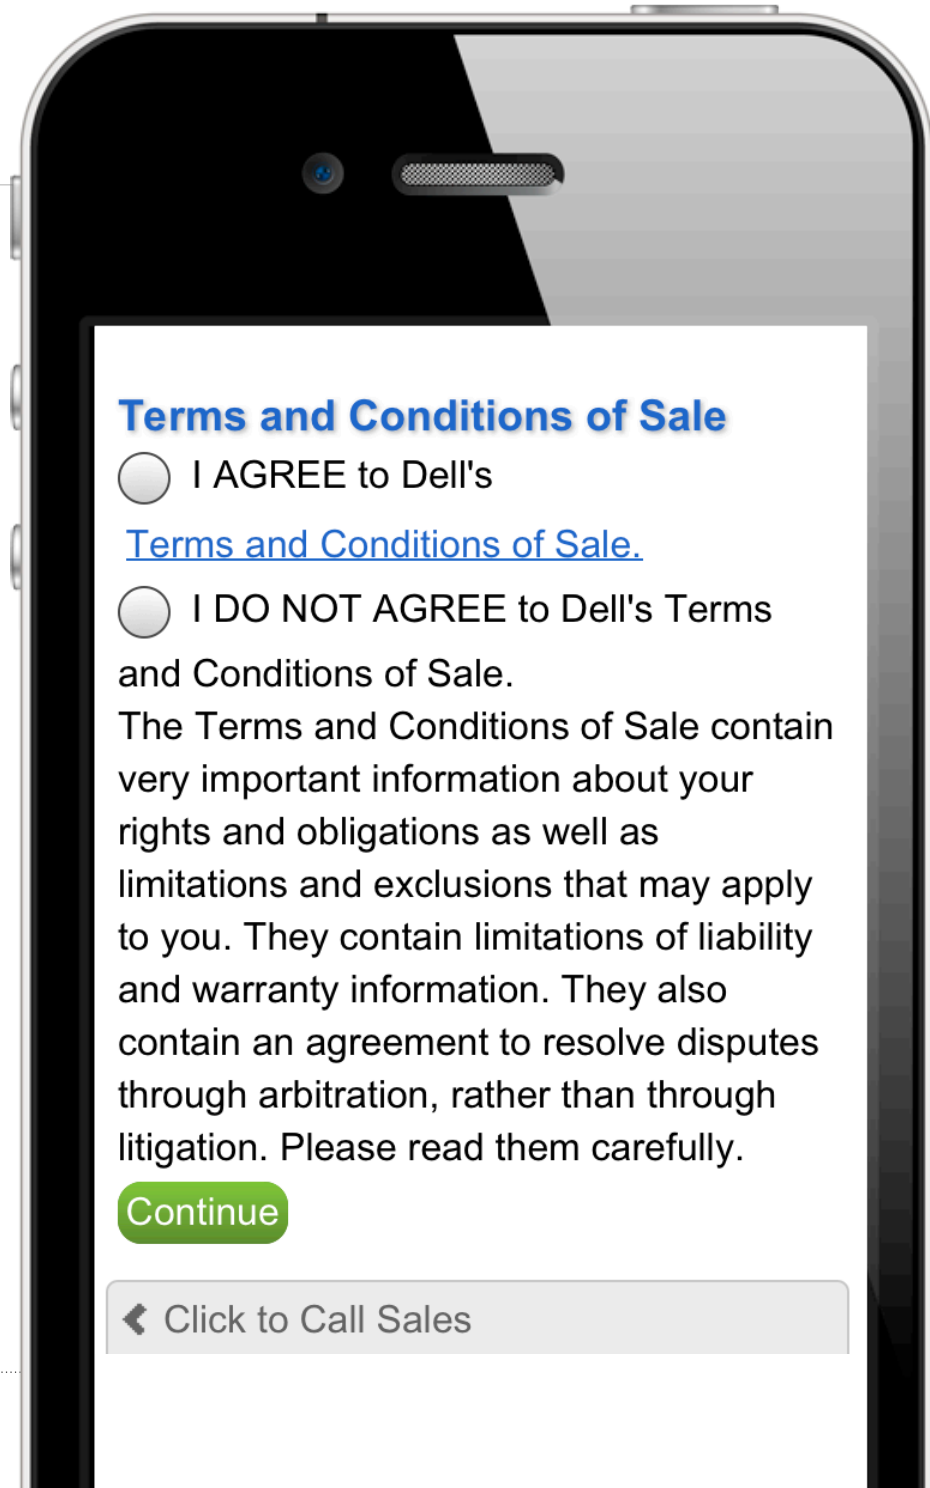 Terms and Conditions of Sale
I AGREE to Dell's
Terms and Conditions of Sale.
I DO NOT AGREE to Dell's Terms
and Conditions of Sale.
The Terms and Conditions of Sale contain
very important information about your
rights and obligations as well as
limitations and exclusions that may apply
to you. They contain limitations of liability
and warranty information. They also
contain an agreement to resolve disputes
through arbitration, rather than through
litigation. Please read them carefully.
Continue
Click to Call Sales